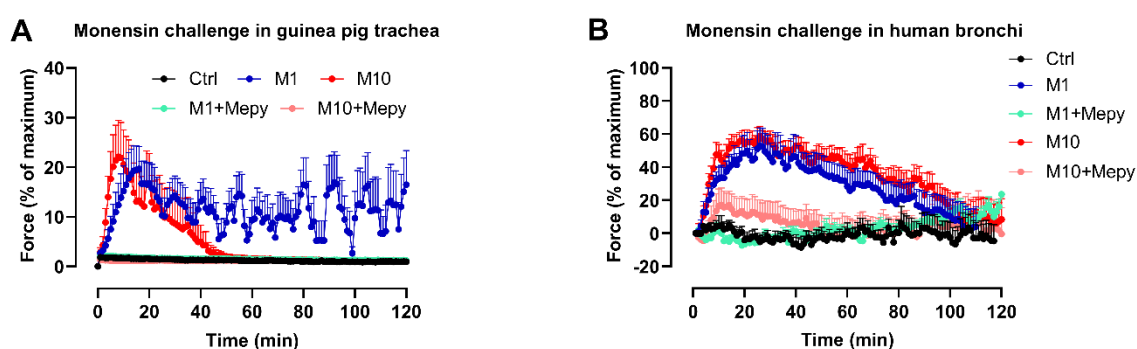 A
Monensin challenge in guinea pig trachea
Force (% of maximum)
40
30
20
10
0
Ctrl M1 M10
M1+Mepy M10+Mepy
0 20 40 60 80 100 120
Time (min)
B
Monensin challenge in human bronchi
Force (% of maximum)
100
80
60
40
20
0
-20
0 20 40 60 80 100 120
Time (min)
Ctrl
M1
M1+Mepy
M10
M10+Mepy